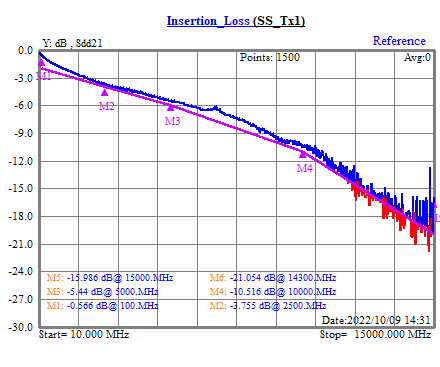 Insertion_Loss (SS_Tx1)
Y: dB , Sdd21
Reference
0.0
Points: 1500
Avg:0
M1
-3.0
M2
-6.0
M3
-9.0
M4
-12.0
-15.0
-18.0
-21.0
-24.0
M5: -15.986 dB@ 15000.MHz
M6: -21.054 dB@ 14300.MHz
M3: -5.44 dB@ 5000.MHz
M4: -10.516 dB@ 10000.MHz
M1: -0.566 dB@ 100.MHz
M2: -3.755 dB@ 2500.MHz
-27.0
Date:2022/10/09 14:31
-30.0
Start= 10.000 MHz
Stop= 15000.000 MHz